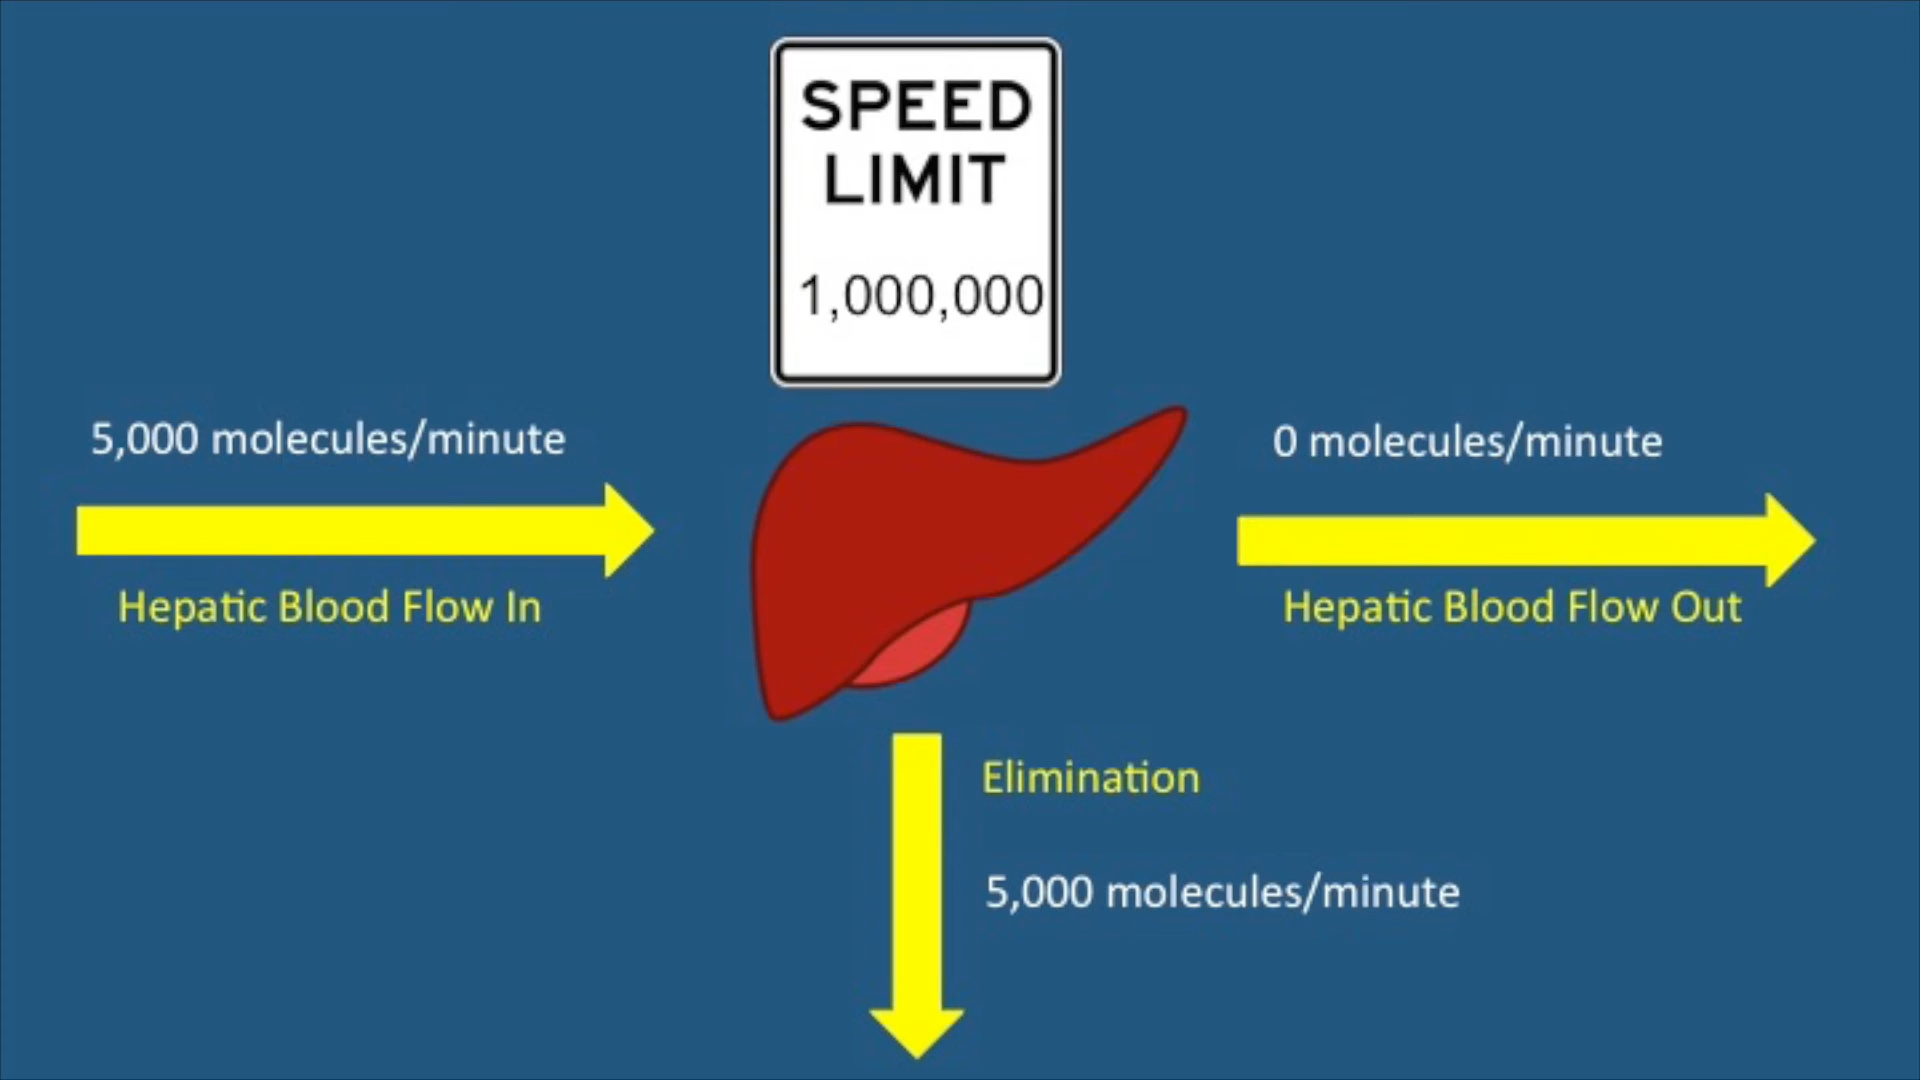 SPEED
LIMIT
1,000,000
5,000 molecules/minute
0 molecules/minute
Hepatic Blood Flow In
Hepatic Blood Flow Out
Elimination
5,000 molecules/minute